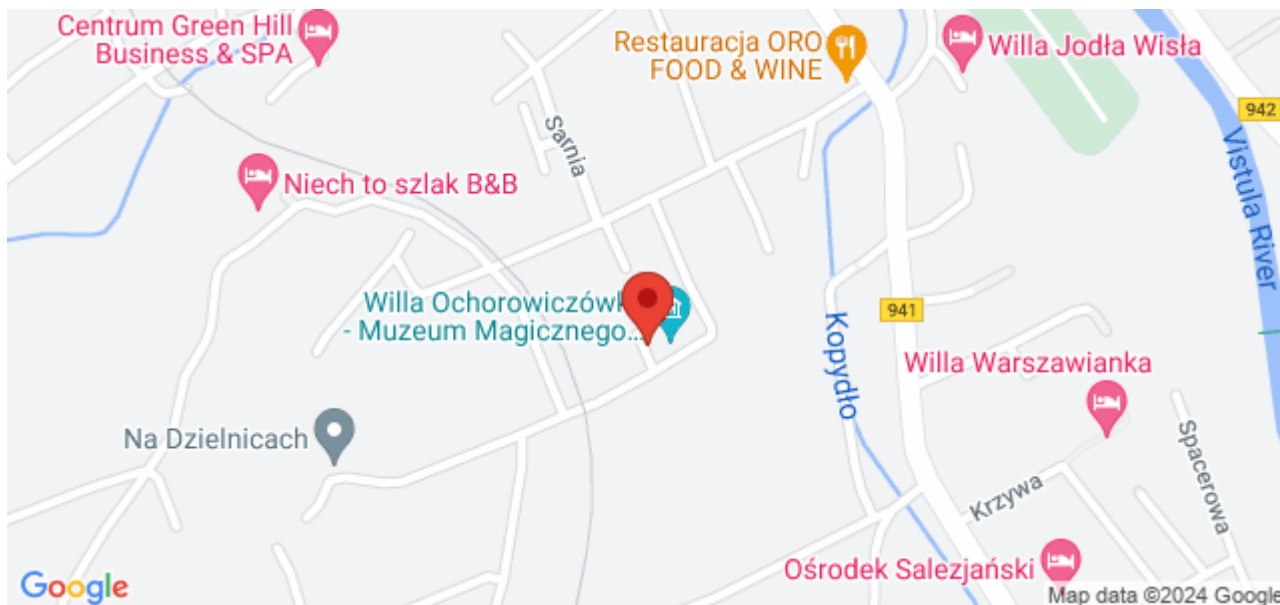 Centrum Green Hill
Business & SPA
Restauracja ORO
FOOD & WINE
Willa Jodła Wisła
942
Sarnia
Vistula River
Niech to szlak B&B
Willa Ochorowiczówk
- Muzeum Magicznego...
941
Kopydło
Willa Warszawianka
Na Dzielnicach
Spacerowa
Krzywa
Ośrodek Salezjański
Google
Map data ©2024 Google